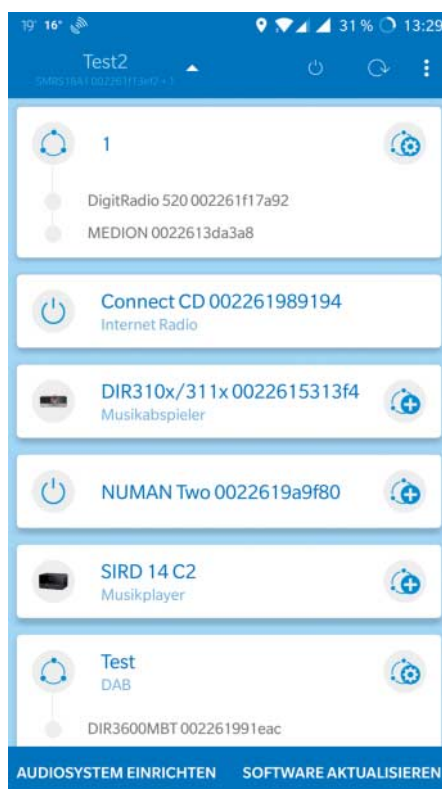 19° 16° 31 % 13:29
Test2
1
DigitRadio 520 002261f17a92
MEDION 0022613da3a8
Connect CD 002261989194
Internet Radio
DIR310x/311x 0022615313f4
Musikabspieler
NUMAN Two 0022619a9f80
SIRD 14 C2
Musikplayer
Test
DAB
DIR3600MBT 002261991eac
AUDIOSYSTEM EINRICHTEN SOFTWARE AKTUALISIEREN